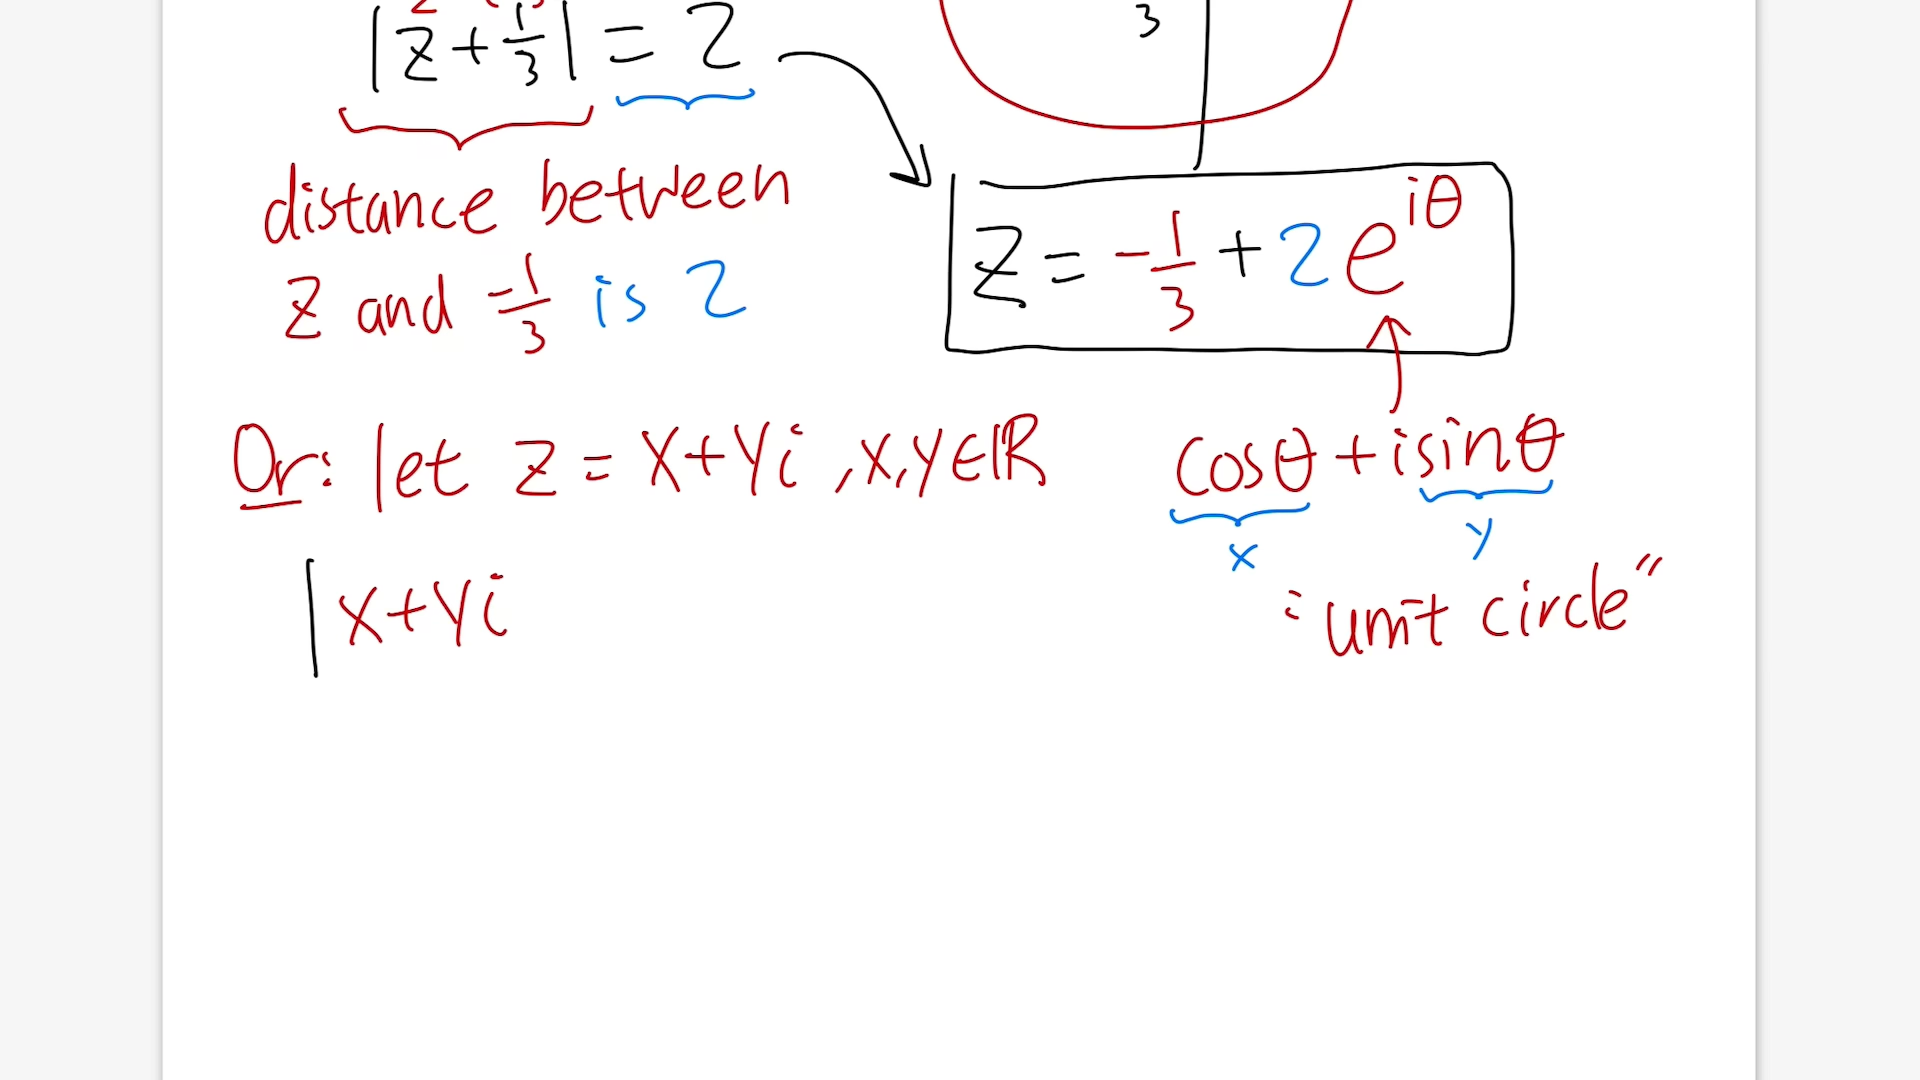 |z + 1/3| = 2
3
distance between
z and -1/3 is 2
z = -1/3 + 2e^{iθ}
Or: let z = x+yi , x,y∈ℝ
cosθ + isinθ
x
y
|x+yi
"unit circle"